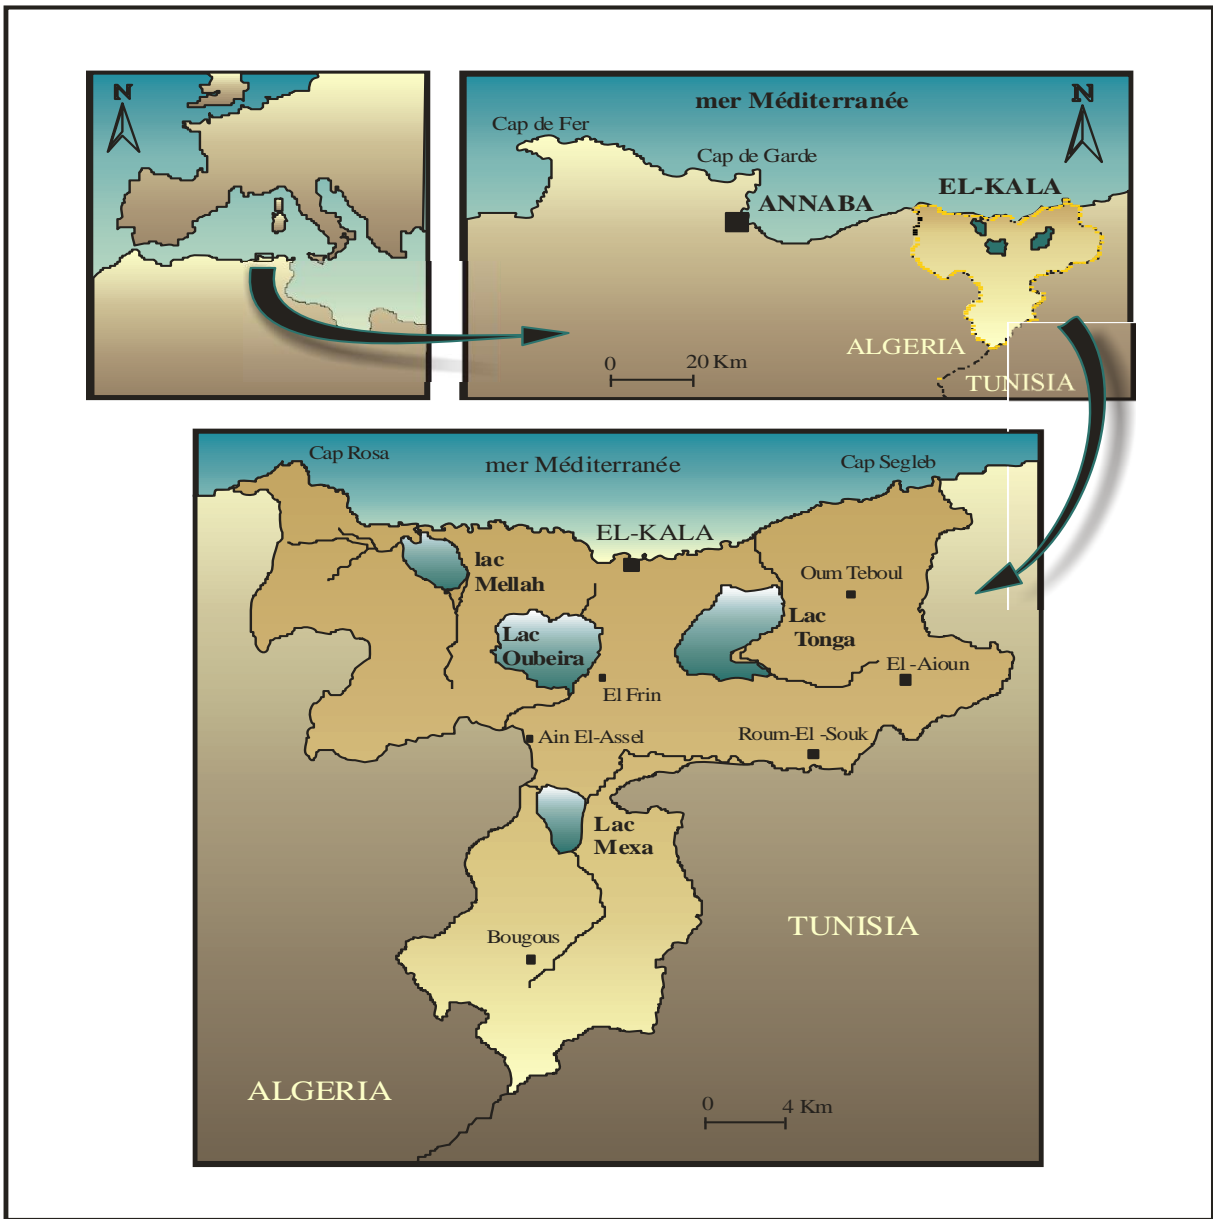 N
mer Méditerranée
N
Cap de Fer
Cap de Garde
ANNABA
EL-KALA
ALGERIA
TUNISIA
0 20 Km
Cap Rosa
mer Méditerranée
Cap Segleb
EL-KALA
lac
Mellah
Oum Teboul
Lac
Oubeira
Lac
Tonga
El -Aioun
El Frin
Ain El-Assel
Roum-El -Souk
Lac
Mexa
Bougous
TUNISIA
ALGERIA
0 4 Km